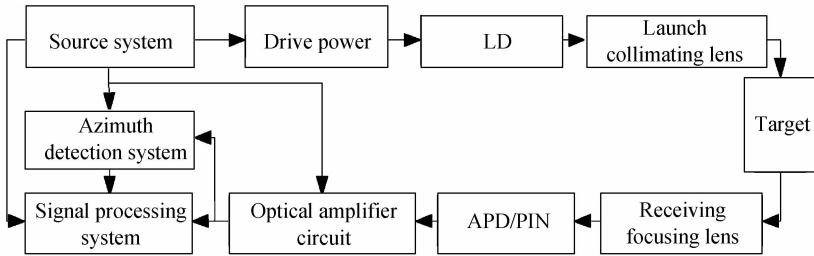 Source system
Drive power
LD
Launch
collimating lens
Target
Azimuth
detection system
Signal processing
system
Optical amplifier
circuit
APD/PIN
Receiving
focusing lens